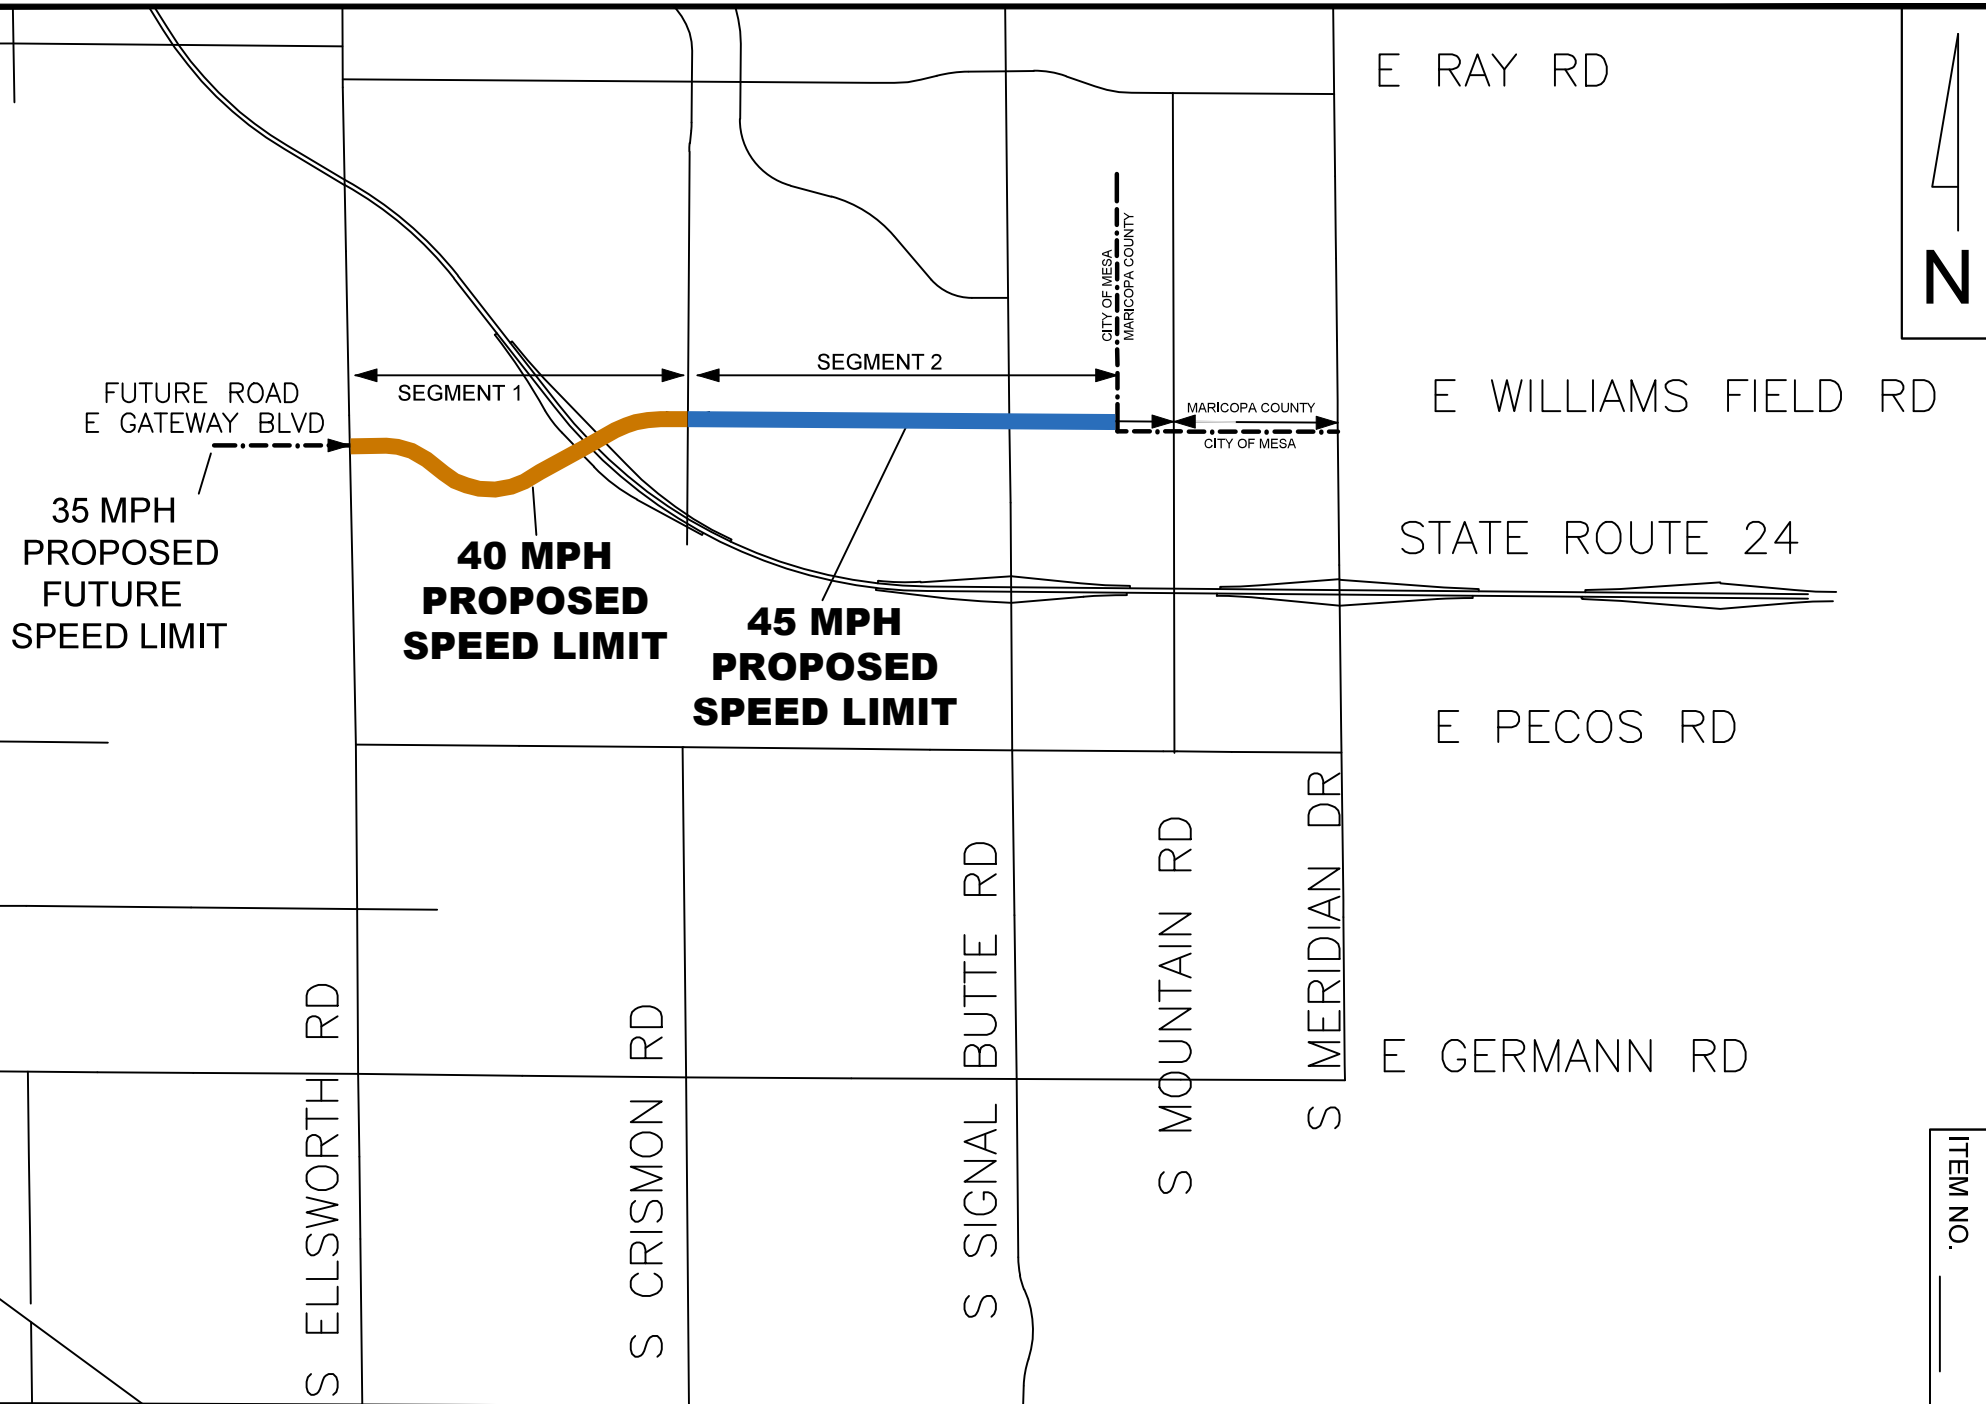 E RAY RD
N
CITY OF MESA
MARICOPA COUNTY
SEGMENT 1
SEGMENT 2
FUTURE ROAD
E GATEWAY BLVD
E WILLIAMS FIELD RD
MARICOPA COUNTY
CITY OF MESA
35 MPH
PROPOSED
FUTURE
SPEED LIMIT
40 MPH
PROPOSED
SPEED LIMIT
45 MPH
PROPOSED
SPEED LIMIT
STATE ROUTE 24
E PECOS RD
S ELLSWORTH RD
S CRISMON RD
S SIGNAL BUTTE RD
S MOUNTAIN RD
S MERIDIAN DR
E GERMANN RD
ITEM NO.